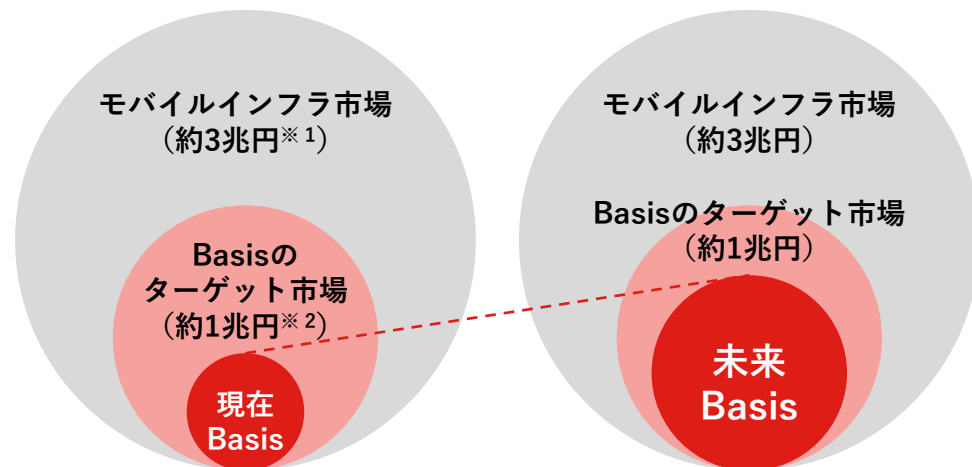 モバイルインフラ市場
（約3兆円※1）
Basisの
ターゲット市場
（約1兆円※2）
現在
Basis
モバイルインフラ市場
（約3兆円）
Basisのターゲット市場
（約1兆円）
未来
Basis